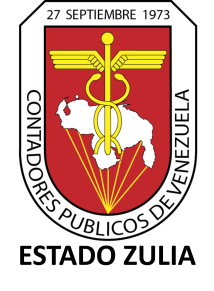 27 SEPTIEMBRE 1973
CONTADORES PUBLICOS DE VENEZUELA
ESTADO ZULIA